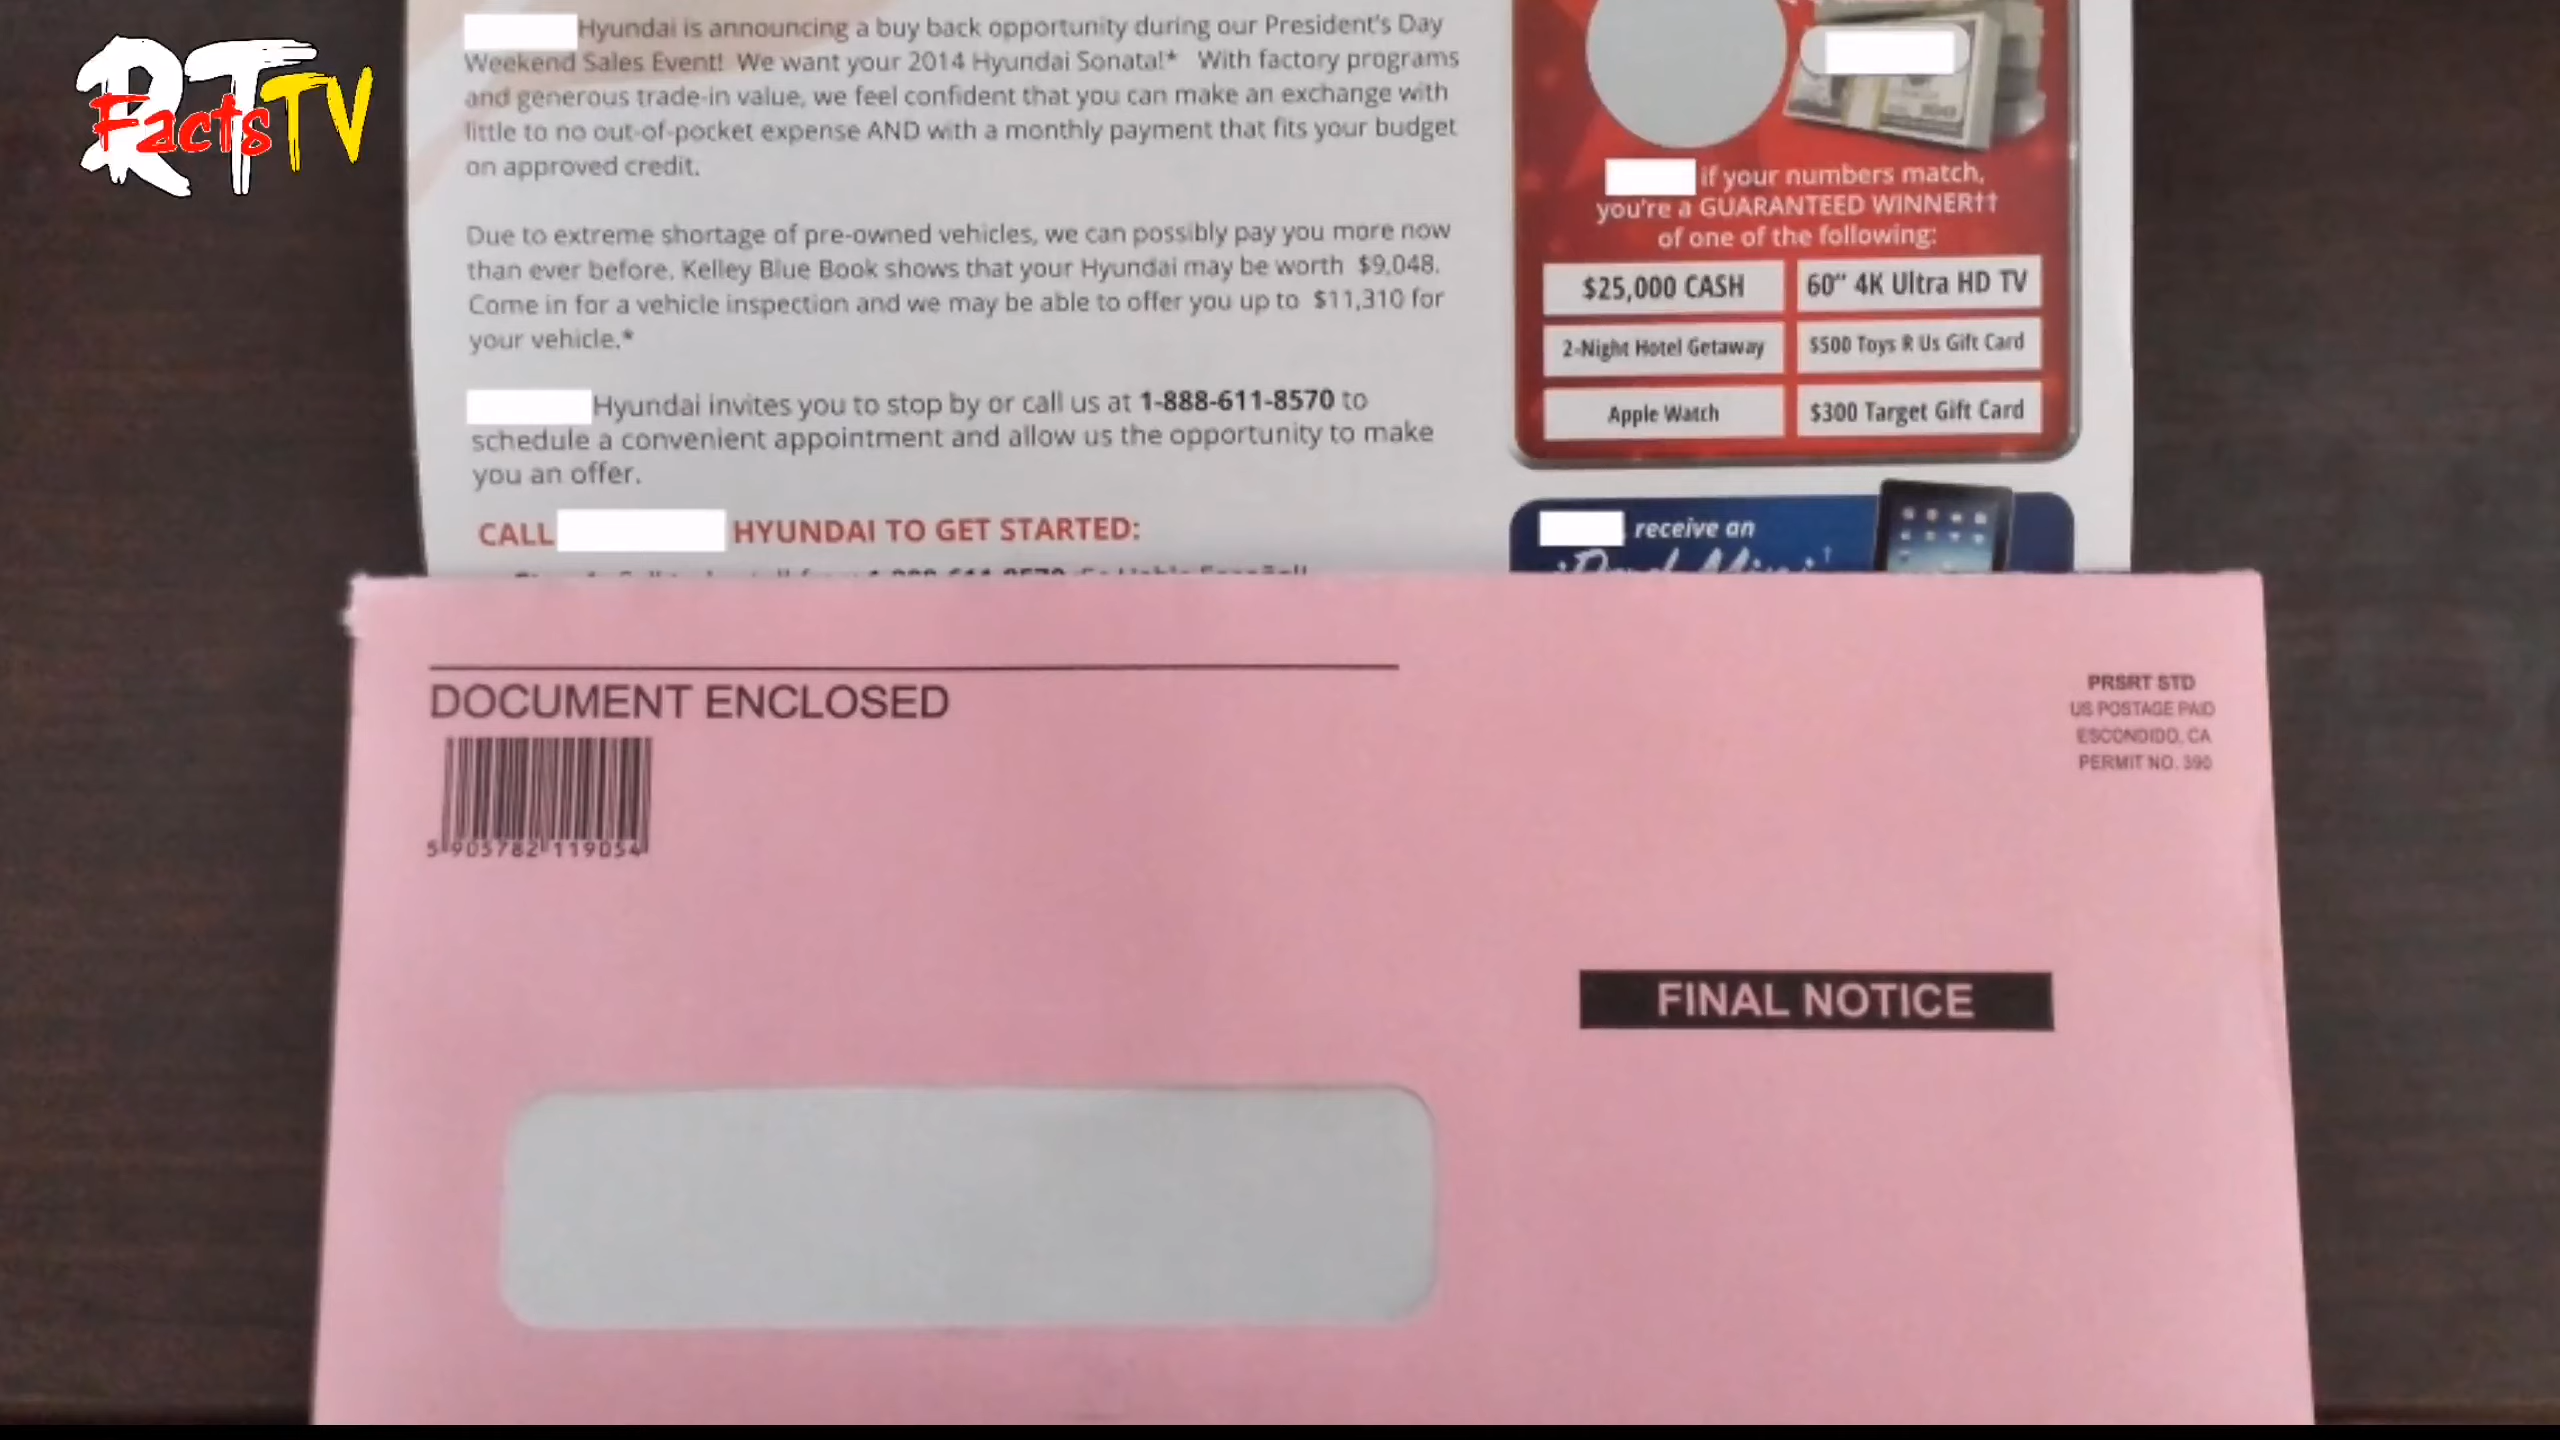 RT
Facts TV
Hyundai is announcing a buy back opportunity during our President's Day
Weekend Sales Event! We want your 2014 Hyundai Sonata!* With factory programs
and generous trade-in value, we feel confident that you can make an exchange with
little to no out-of-pocket expense AND with a monthly payment that fits your budget
on approved credit.
Due to extreme shortage of pre-owned vehicles, we can possibly pay you more now
than ever before. Kelley Blue Book shows that your Hyundai may be worth $9,048.
Come in for a vehicle inspection and we may be able to offer you up to $11,310 for
your vehicle.*
Hyundai invites you to stop by or call us at 1-888-611-8570 to
schedule a convenient appointment and allow us the opportunity to make
you an offer.
CALL HYUNDAI TO GET STARTED:
if your numbers match,
you're a GUARANTEED WINNER††
of one of the following:
$25,000 CASH
60" 4K Ultra HD TV
2-Night Hotel Getaway
$500 Toys R Us Gift Card
Apple Watch
$300 Target Gift Card
receive an
DOCUMENT ENCLOSED
5 905782 119054
PRSRT STD
US POSTAGE PAID
ESCONDIDO, CA
PERMIT NO. 390
FINAL NOTICE